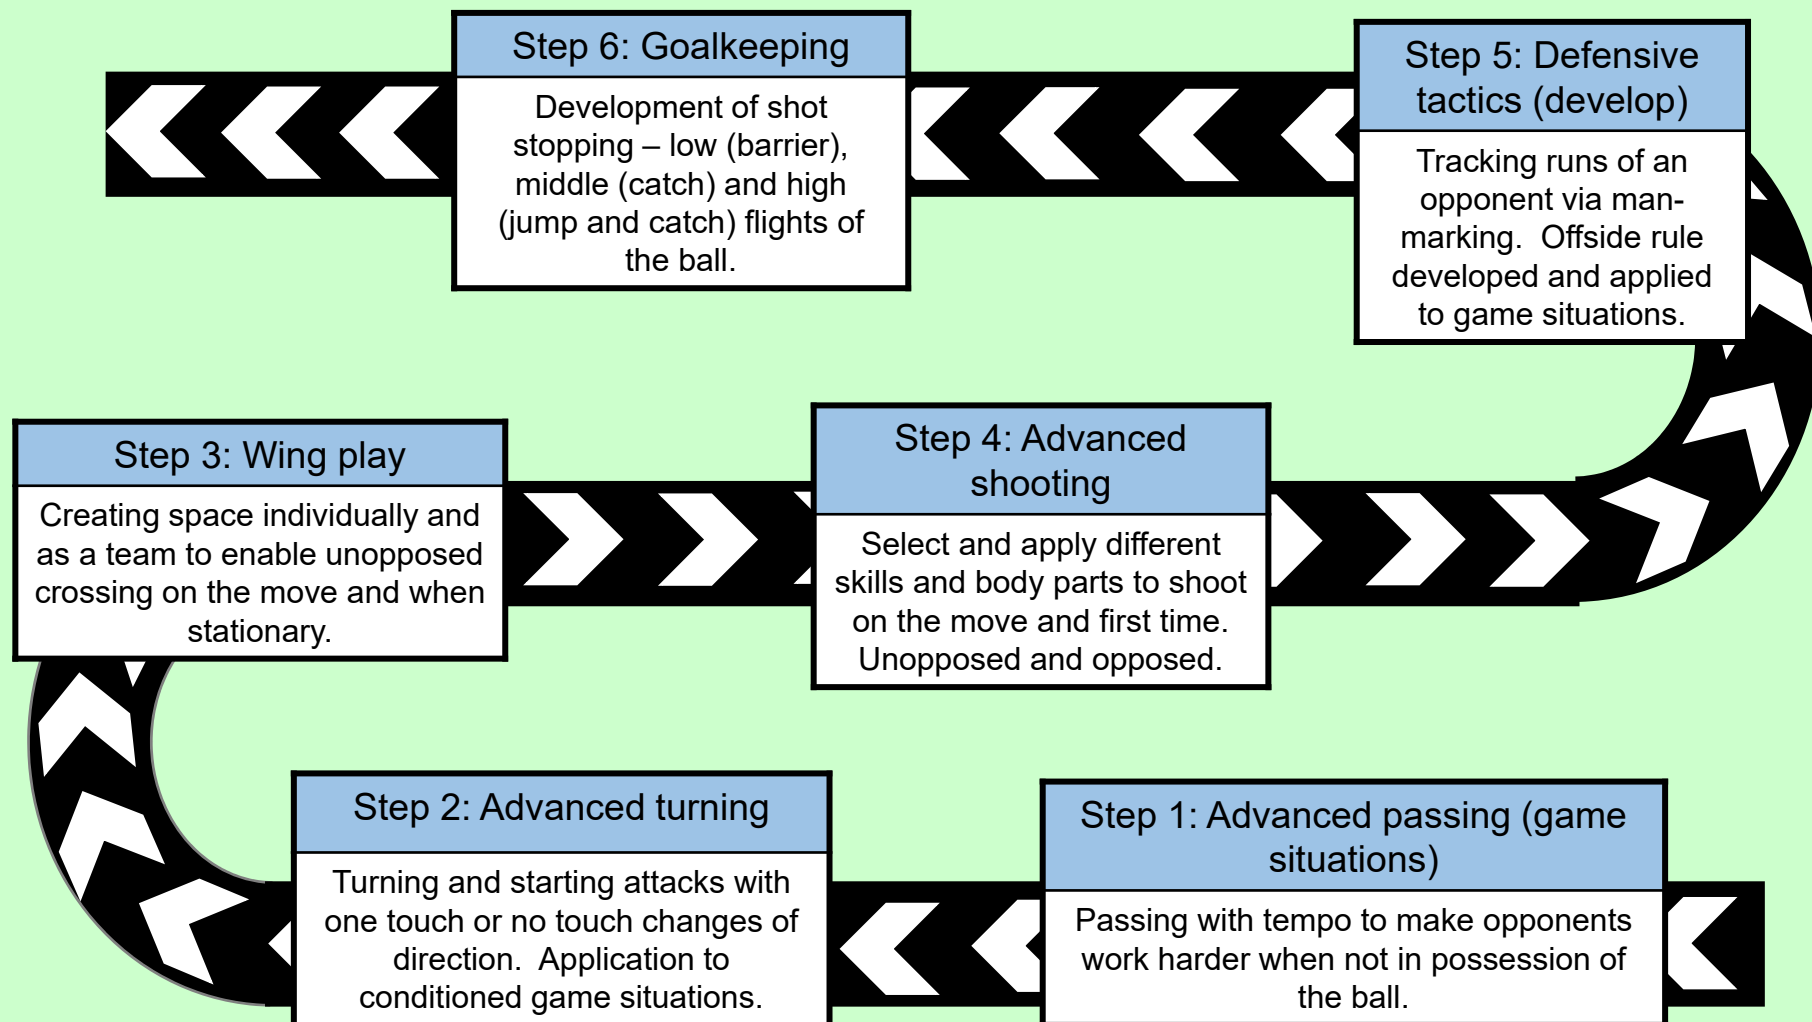 Step 6: Goalkeeping
Development of shot
stopping – low (barrier),
middle (catch) and high
(jump and catch) flights of
the ball.
Step 5: Defensive
tactics (develop)
Tracking runs of an
opponent via man-
marking.  Offside rule
developed and applied
to game situations.
Step 3: Wing play
Creating space individually and
as a team to enable unopposed
crossing on the move and when
stationary.
Step 4: Advanced
shooting
Select and apply different
skills and body parts to shoot
on the move and first time.
Unopposed and opposed.
Step 2: Advanced turning
Turning and starting attacks with
one touch or no touch changes of
direction.  Application to
conditioned game situations.
Step 1: Advanced passing (game
situations)
Passing with tempo to make opponents
work harder when not in possession of
the ball.